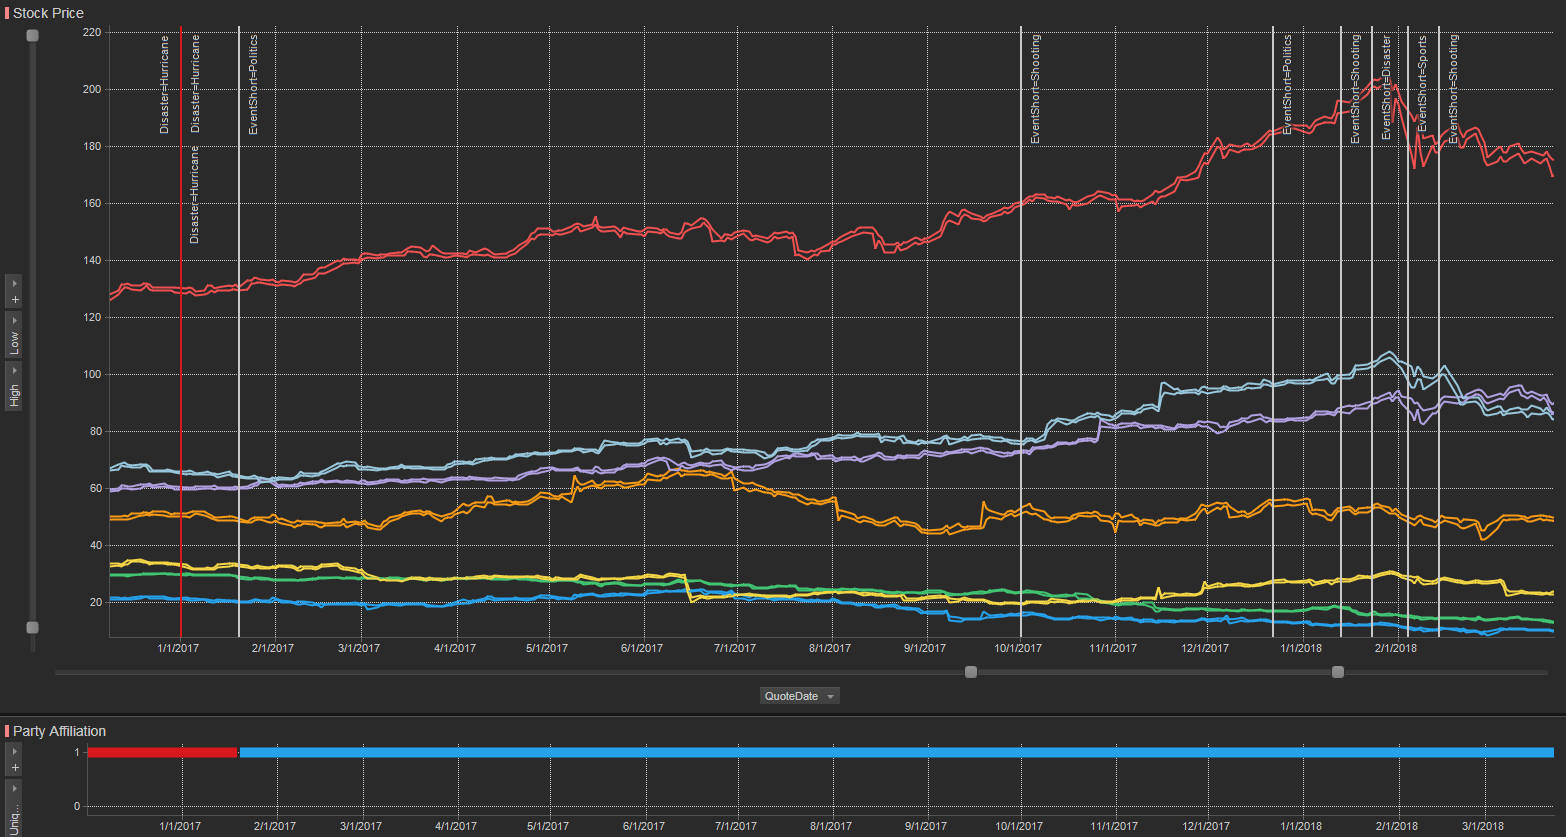 Stock Price
220
200
180
160
140
120
100
80
60
40
20
+
Low
High
Disaster=Hurricane
Disaster=Hurricane
Disaster=Hurricane
EventShort=Politics
EventShort=Shooting
EventShort=Politics
EventShort=Shooting
EventShort=Disaster
EventShort=Sports
EventShort=Shooting
1/1/2017 2/1/2017 3/1/2017 4/1/2017 5/1/2017 6/1/2017 7/1/2017 8/1/2017 9/1/2017 10/1/2017 11/1/2017 12/1/2017 1/1/2018 2/1/2018
QuoteDate
Party Affiliation
1
+
0
Uniq...
1/1/2017 2/1/2017 3/1/2017 4/1/2017 5/1/2017 6/1/2017 7/1/2017 8/1/2017 9/1/2017 10/1/2017 11/1/2017 12/1/2017 1/1/2018 2/1/2018 3/1/2018